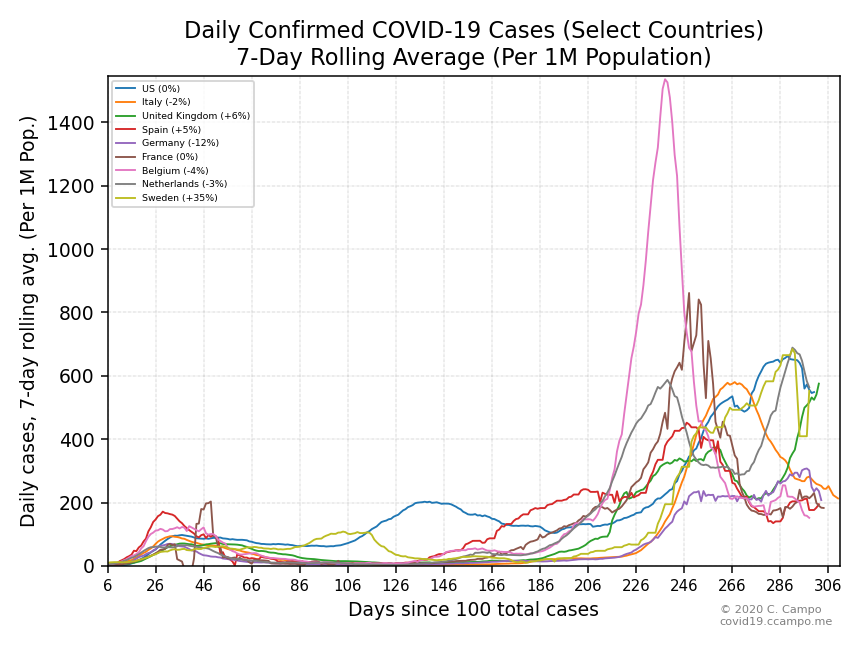 Daily Confirmed COVID-19 Cases (Select Countries)
7-Day Rolling Average (Per 1M Population)
Daily cases, 7-day rolling avg. (Per 1M Pop.)
1400
1200
1000
800
600
400
200
0
US (0%)
Italy (-2%)
United Kingdom (+6%)
Spain (+5%)
Germany (-12%)
France (0%)
Belgium (-4%)
Netherlands (-3%)
Sweden (+35%)
6 26 46 66 86 106 126 146 166 186 206 226 246 266 286 306
Days since 100 total cases
© 2020 C. Campo
covid19.ccampo.me